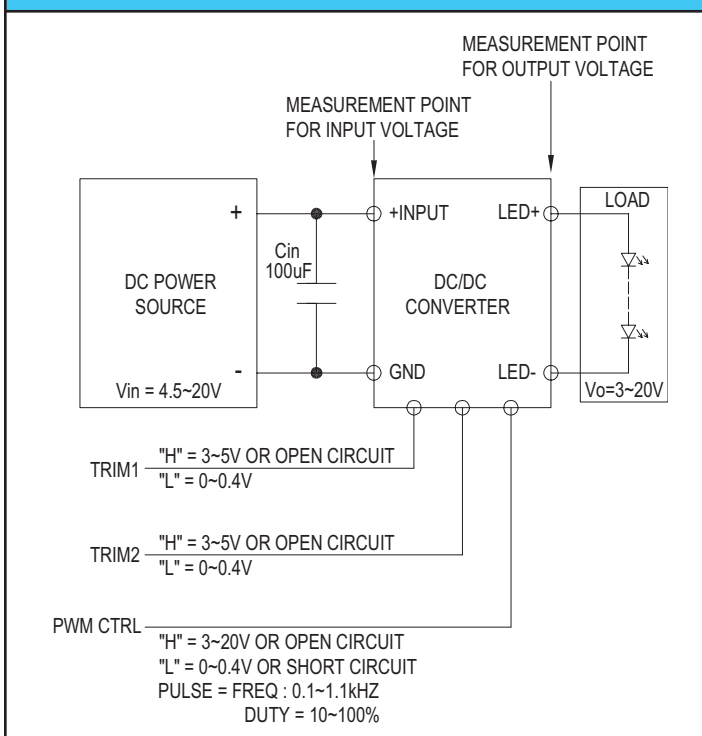 MEASUREMENT POINT
FOR OUTPUT VOLTAGE
MEASUREMENT POINT
FOR INPUT VOLTAGE
+
-
DC POWER
SOURCE
Vin = 4.5~20V
Cin
100uF
+INPUT
LED+
DC/DC
CONVERTER
GND
LED-
LOAD
Vo=3~20V
TRIM1
"H" = 3~5V OR OPEN CIRCUIT
"L" = 0~0.4V
TRIM2
"H" = 3~5V OR OPEN CIRCUIT
"L" = 0~0.4V
PWM CTRL
"H" = 3~20V OR OPEN CIRCUIT
"L" = 0~0.4V OR SHORT CIRCUIT
PULSE = FREQ : 0.1~1.1kHZ
DUTY = 10~100%